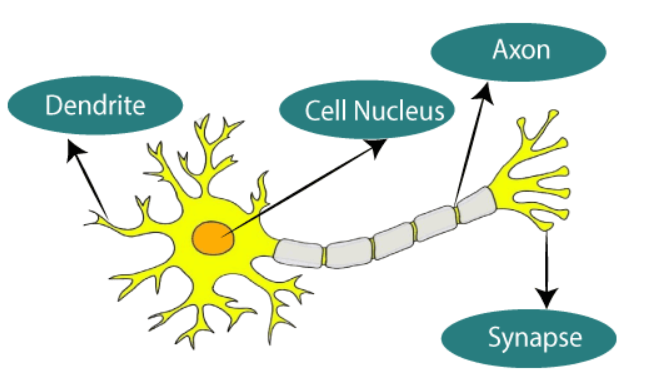 Axon
Dendrite
Cell Nucleus
Synapse